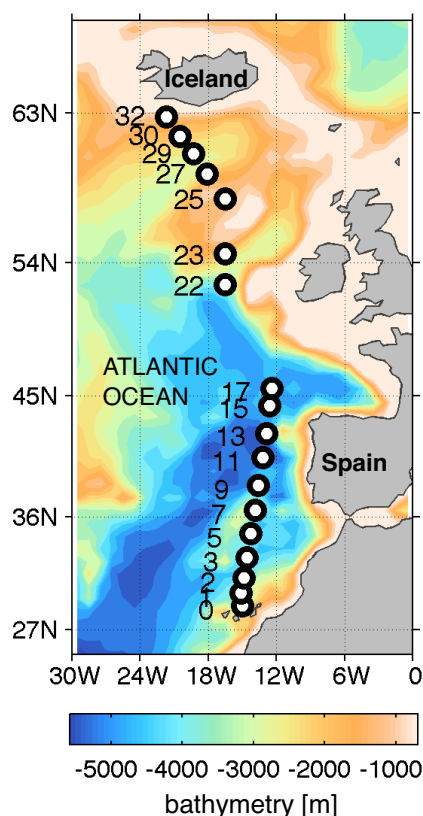 Iceland
63N
32
30
29
27
25
23
54N
22
ATLANTIC
OCEAN
17
45N
15
13
11
Spain
9
36N
7
5
3
2
1
0
27N
30W 24W 18W 12W 6W 0
-5000 -4000 -3000 -2000 -1000
bathymetry [m]